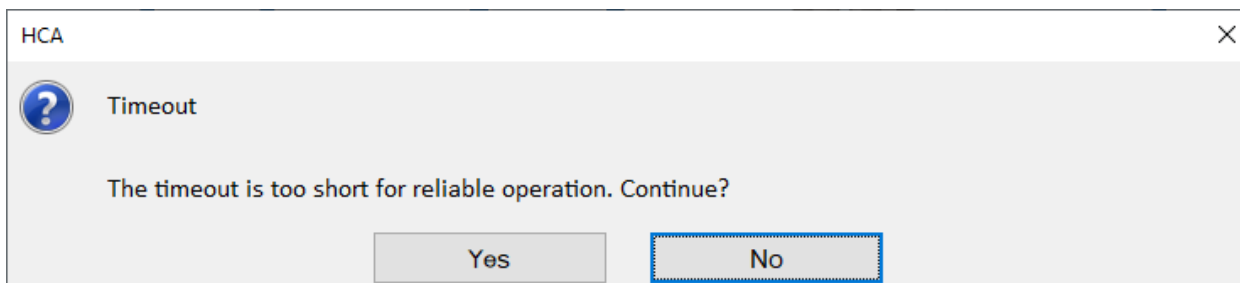 HCA
Timeout
The timeout is too short for reliable operation. Continue?
Yes
No